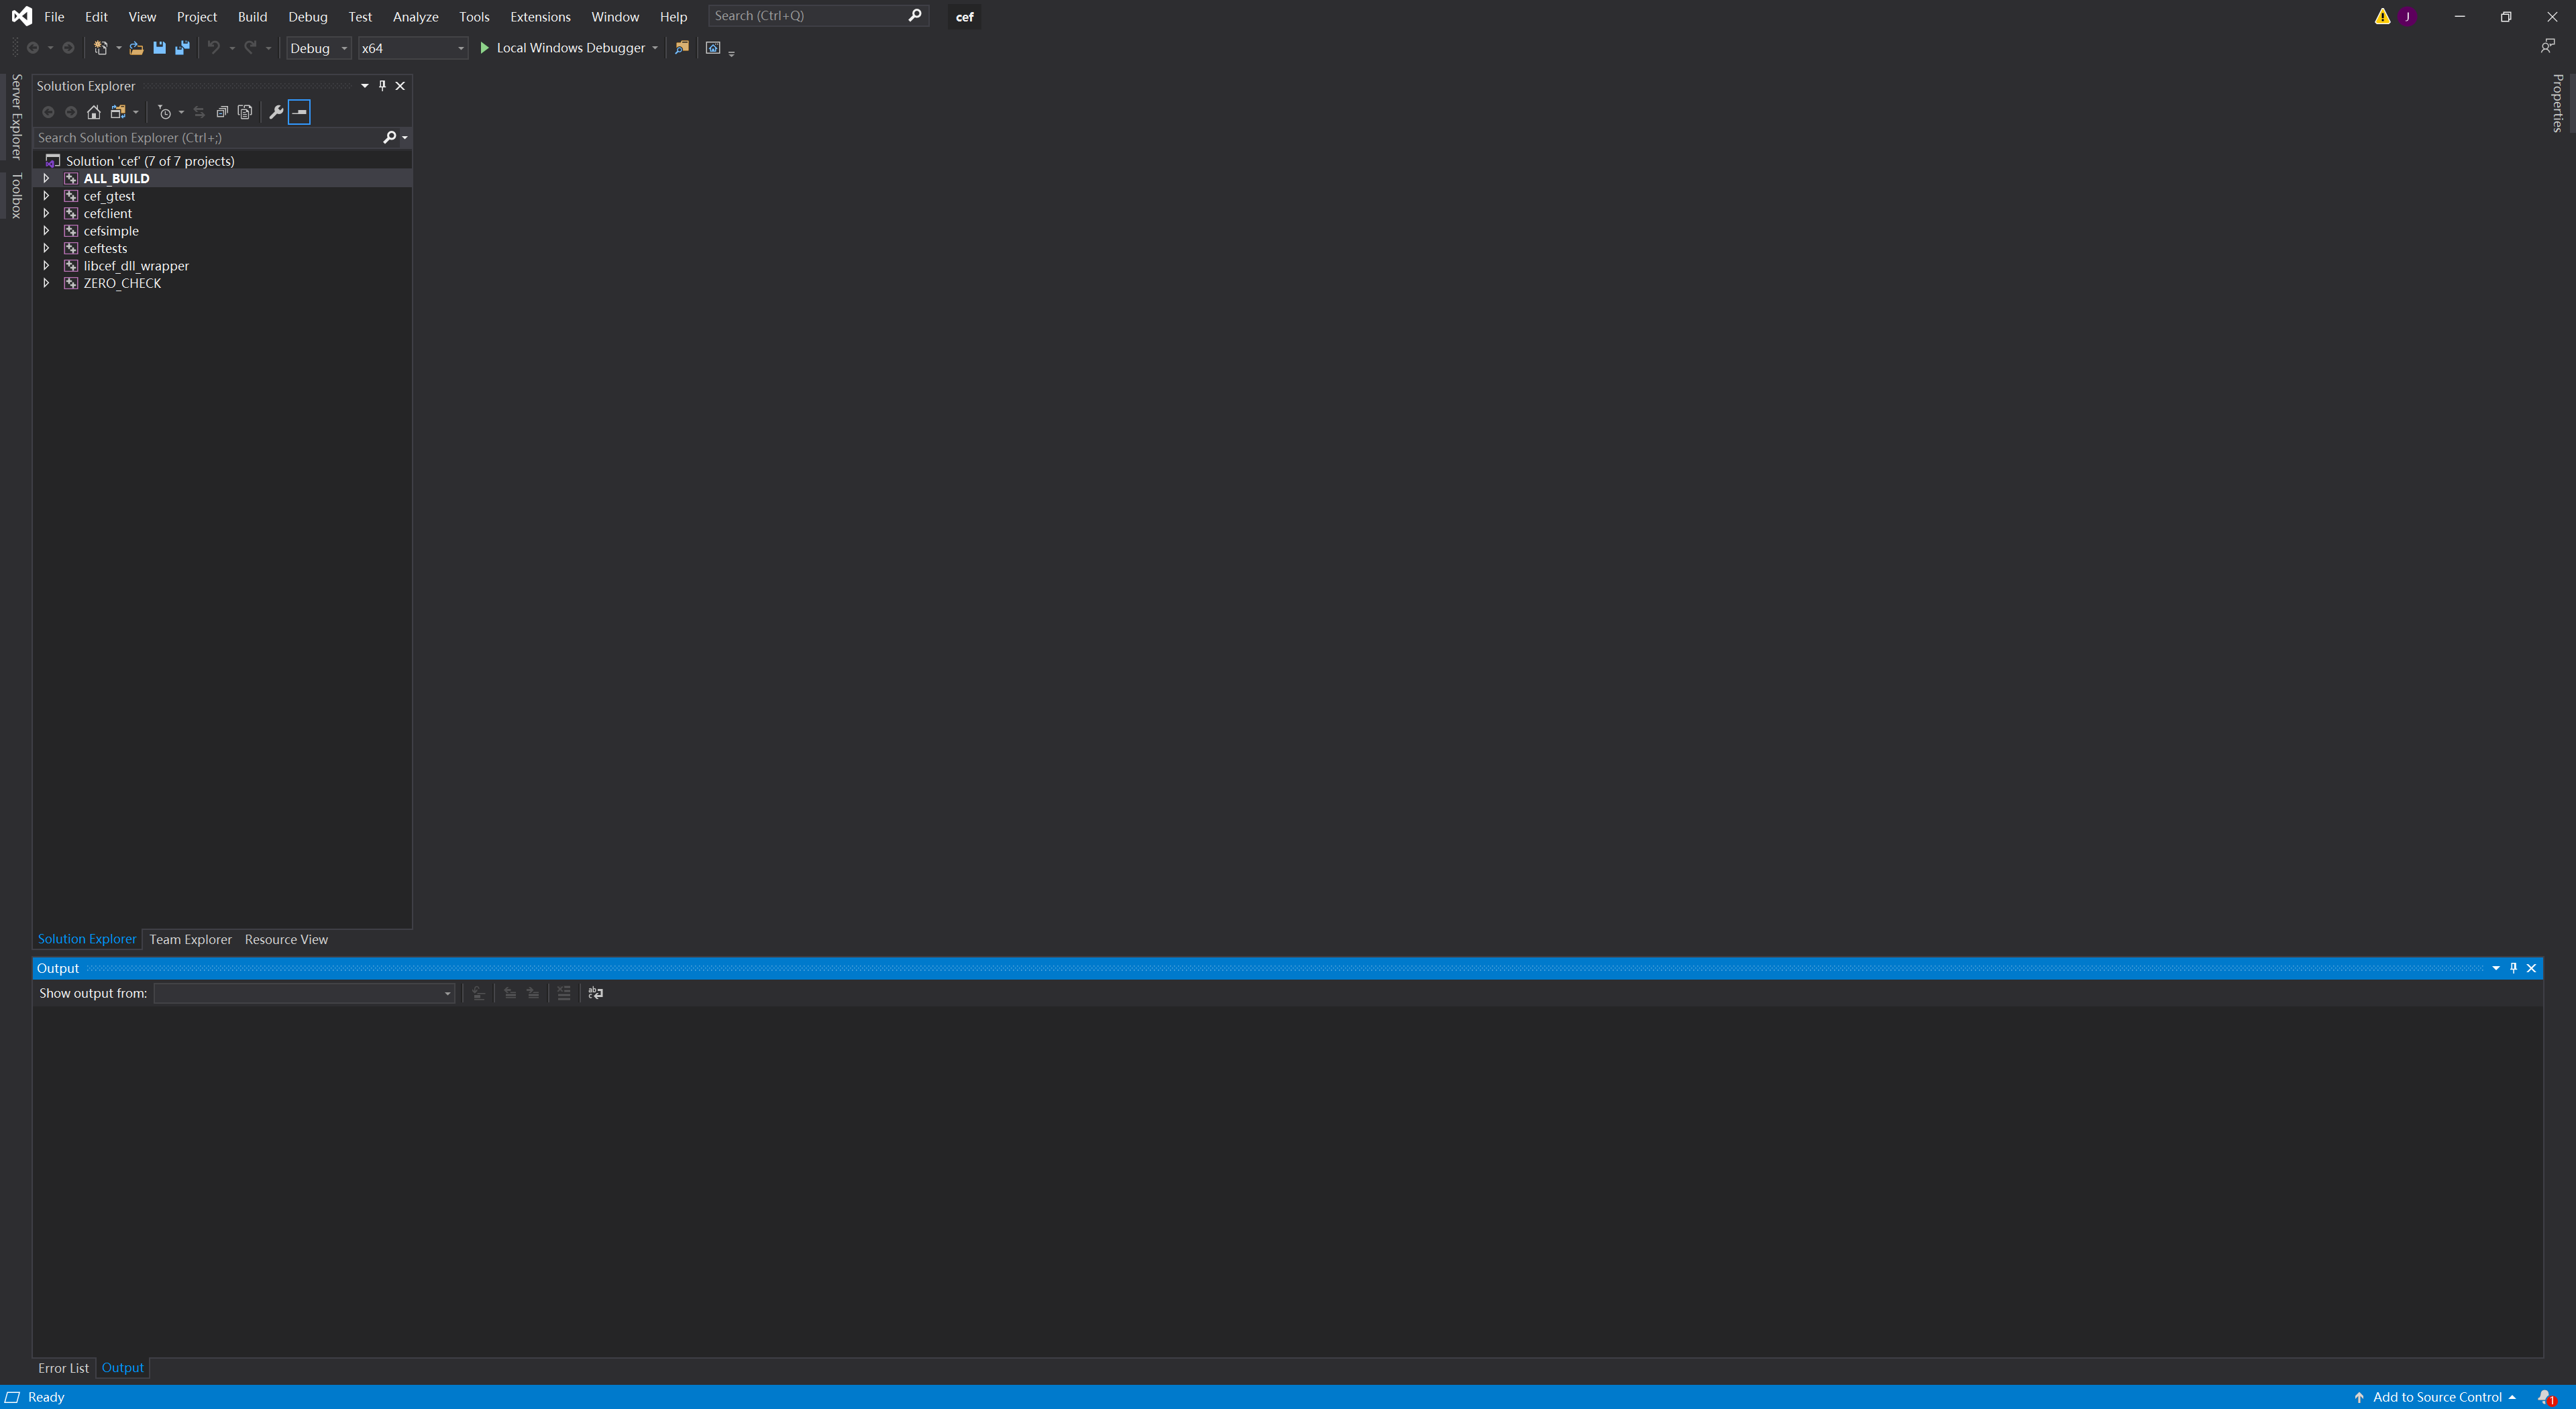 File Edit View Project Build Debug Test Analyze Tools Extensions Window Help Search (Ctrl+Q) cef J
Debug x64 Local Windows Debugger
Server Explorer
Toolbox
Solution Explorer
Search Solution Explorer (Ctrl+;)
Solution 'cef' (7 of 7 projects)
ALL_BUILD
cef_gtest
cefclient
cefsimple
ceftests
libcef_dll_wrapper
ZERO_CHECK
Properties
Solution Explorer Team Explorer Resource View
Output
Show output from:
Error List Output
Ready Add to Source Control 1